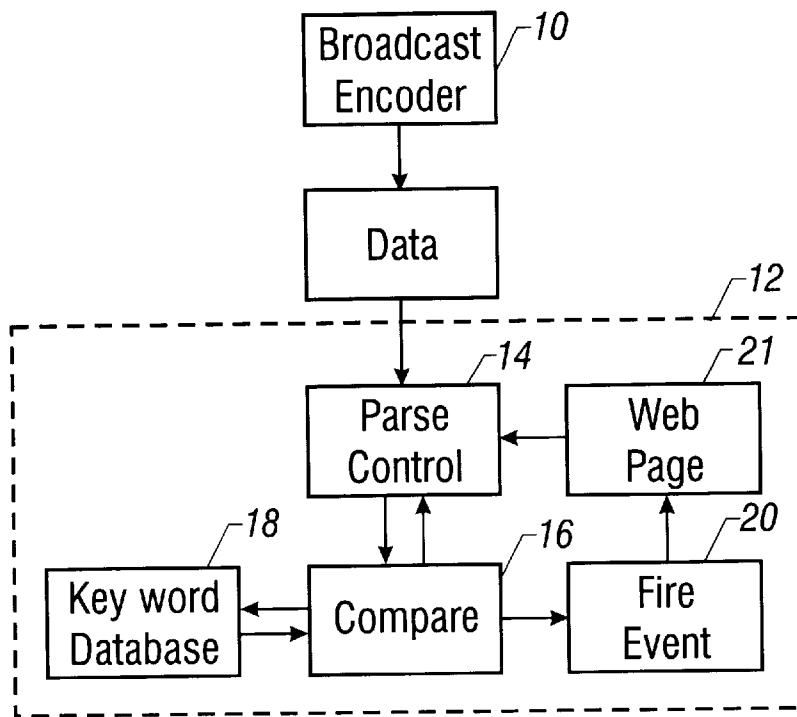 10
Broadcast
Encoder
Data
12
14
Parse
Control
21
Web
Page
18
Key word
Database
16
Compare
20
Fire
Event